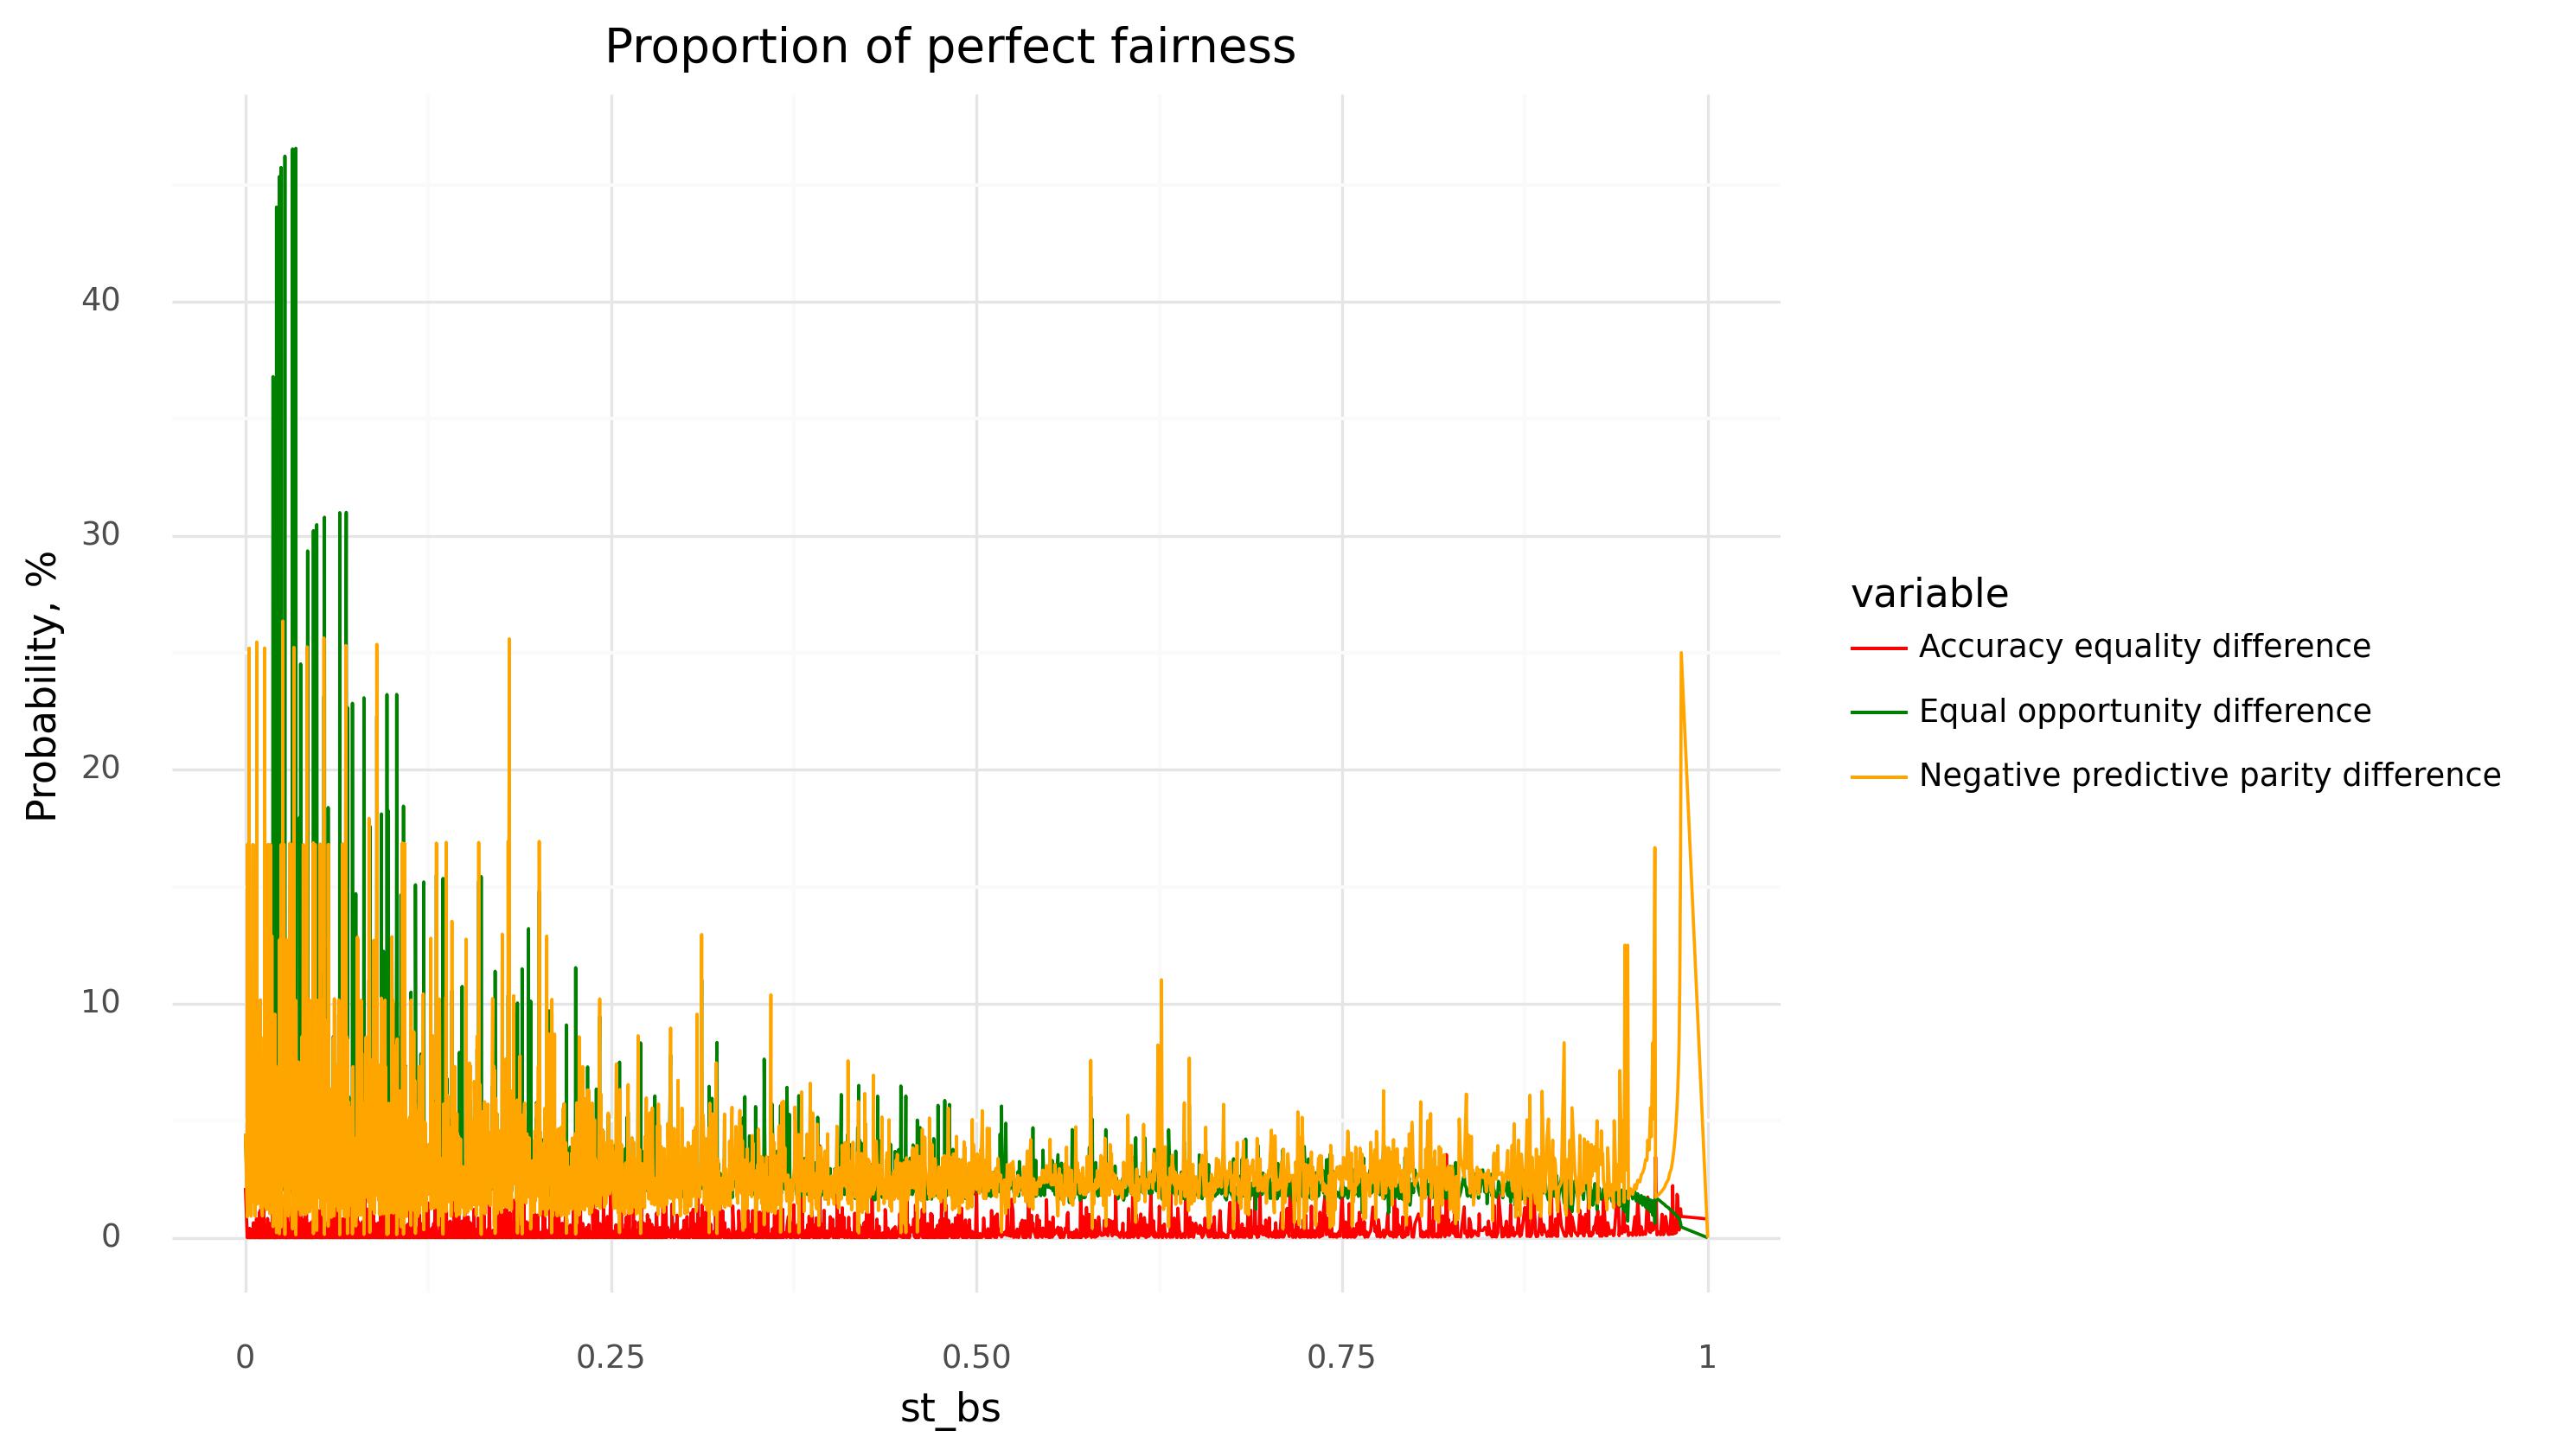 Proportion of perfect fairness
Probability, %
40
30
20
10
0
0 0.25 0.50 0.75 1
st_bs
variable
Accuracy equality difference
Equal opportunity difference
Negative predictive parity difference